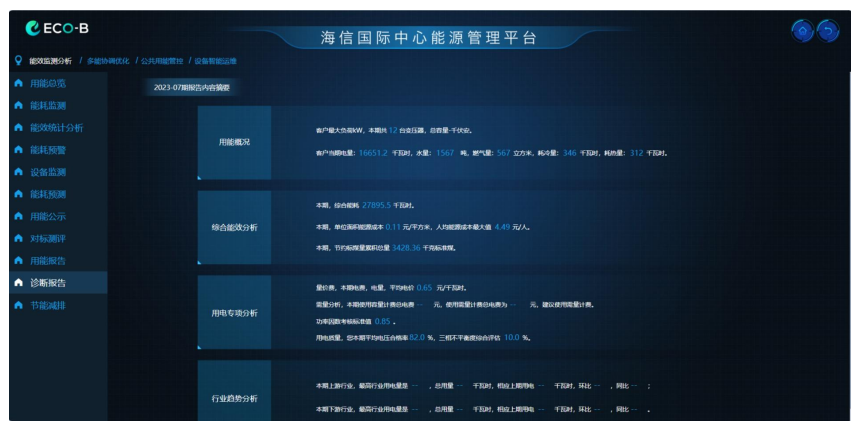 ECO-B
海信国际中心能源管理平台
能效监测分析 / 多能协调优化 / 公共用能管控 / 设备智能运维
用能总览
能耗监测
能效统计分析
能耗预警
设备监测
能耗预测
用能公示
对标测评
用能报告
诊断报告
节能减排
2023-07期报告内容摘要
用能概况
客户最大负荷kW，本期共 12 台变压器，总容量-千伏安。
客户当期电量：16651.2 千瓦时，水量：1567 吨，燃气量：567 立方米，耗冷量：346 千瓦时，耗热量：312 千瓦时。
综合能效分析
本期，综合能耗 27895.5 千瓦时。
本期，单位面积能源成本 0.11 元/平方米，人均能源成本最大值 4.49 元/人。
本期，节约标煤量累积总量 3428.36 千克标准煤。
用电专项分析
量价费，本期电费，电量，平均电价 0.65 元/千瓦时。
需量分析，本期使用容量计费总电费 -- 元，使用需量计费总电费为 -- 元，建议使用需量计费。
功率因数考核标准值 0.85 。
用电质量，您本期平均电压合格率 82.0 %，三相不平衡度综合评估 10.0 %。
行业趋势分析
本期上游行业，最高行业用电量是 -- ，总用量 -- 千瓦时，相应上期用电 -- 千瓦时，环比 -- ，同比 -- ；
本期下游行业，最高行业用电量是 -- ，总用量 -- 千瓦时，相应上期用电 -- 千瓦时，环比 -- ，同比 -- 。